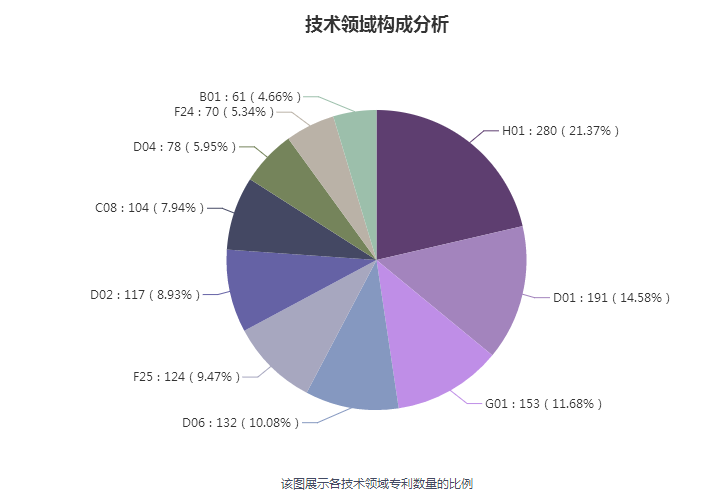 技术领域构成分析
B01 : 61 ( 4.66% )
F24 : 70 ( 5.34% )
H01 : 280 ( 21.37% )
D04 : 78 ( 5.95% )
C08 : 104 ( 7.94% )
D02 : 117 ( 8.93% )
D01 : 191 ( 14.58% )
F25 : 124 ( 9.47% )
G01 : 153 ( 11.68% )
D06 : 132 ( 10.08% )
该图展示各技术领域专利数量的比例